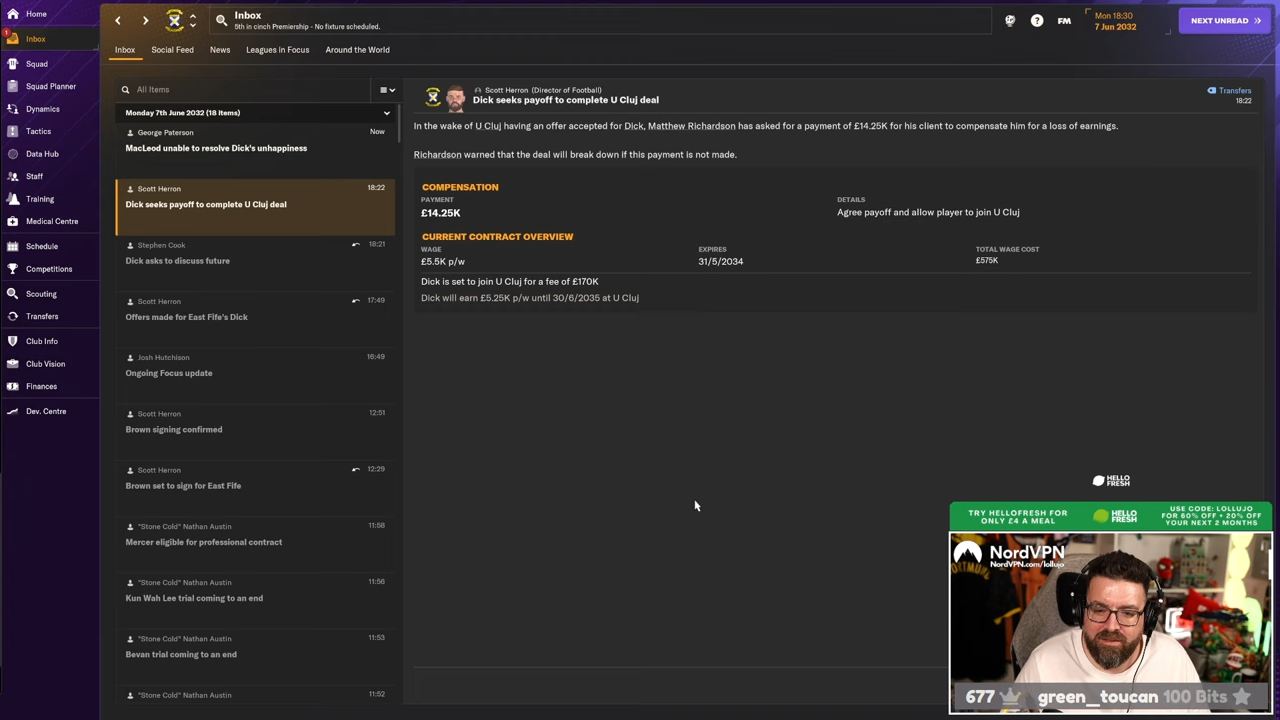 Home
1
Inbox
Squad
Squad Planner
Dynamics
Tactics
Data Hub
Staff
Training
Medical Centre
Schedule
Competitions
Scouting
Transfers
Club Info
Club Vision
Finances
Dev. Centre
Inbox
5th in cinch Premiership - No fixture scheduled.
FM
Mon 18:30
7 Jun 2032
NEXT UNREAD
Inbox
Social Feed
News
Leagues in Focus
Around the World
All Items
Monday 7th June 2032 (18 Items)
George Paterson
Now
MacLeod unable to resolve Dick's unhappiness
Scott Herron
18:22
Dick seeks payoff to complete U Cluj deal
Stephen Cook
18:21
Dick asks to discuss future
Scott Herron
17:49
Offers made for East Fife's Dick
Josh Hutchison
16:49
Ongoing Focus update
Scott Herron
12:51
Brown signing confirmed
Scott Herron
12:29
Brown set to sign for East Fife
"Stone Cold" Nathan Austin
11:58
Mercer eligible for professional contract
"Stone Cold" Nathan Austin
11:56
Kun Wah Lee trial coming to an end
"Stone Cold" Nathan Austin
11:53
Bevan trial coming to an end
"Stone Cold" Nathan Austin
11:52
Scott Herron (Director of Football)
Dick seeks payoff to complete U Cluj deal
Transfers
18:22
In the wake of U Cluj having an offer accepted for Dick, Matthew Richardson has asked for a payment of £14.25K for his client to compensate him for a loss of earnings.
Richardson warned that the deal will break down if this payment is not made.
COMPENSATION
PAYMENT
£14.25K
DETAILS
Agree payoff and allow player to join U Cluj
CURRENT CONTRACT OVERVIEW
WAGE
£5.5K p/w
EXPIRES
31/5/2034
TOTAL WAGE COST
£575K
Dick is set to join U Cluj for a fee of £170K
Dick will earn £5.25K p/w until 30/6/2035 at U Cluj
HELLO
FRESH
TRY HELLOFRESH FOR
ONLY £4 A MEAL
HELLO
FRESH
USE CODE: LOLLUJO
FOR 60% OFF + 20% OFF
YOUR NEXT 2 MONTHS
NordVPN
NordVPN.com/lollujo
677
green_toucan 100 Bits